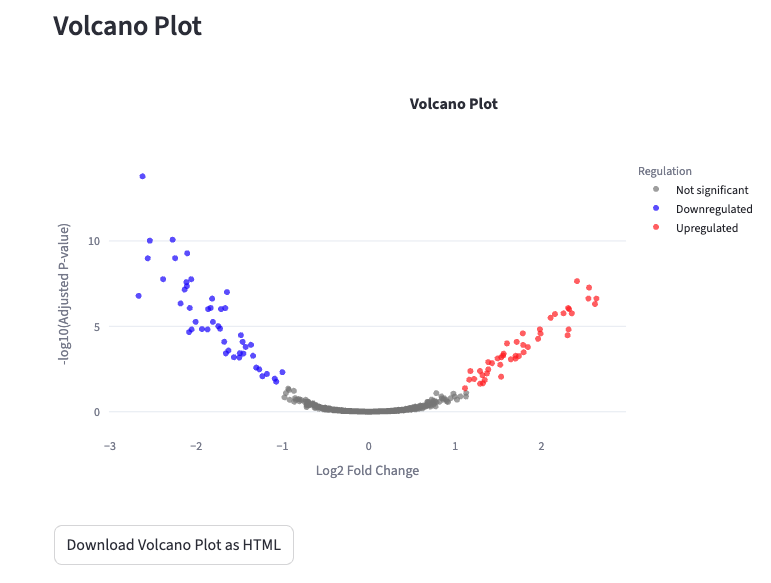 Volcano Plot
Volcano Plot
Regulation
Not significant
Downregulated
Upregulated
-log10(Adjusted P-value)
10
5
0
−3 −2 −1 0 1 2
Log2 Fold Change
Download Volcano Plot as HTML